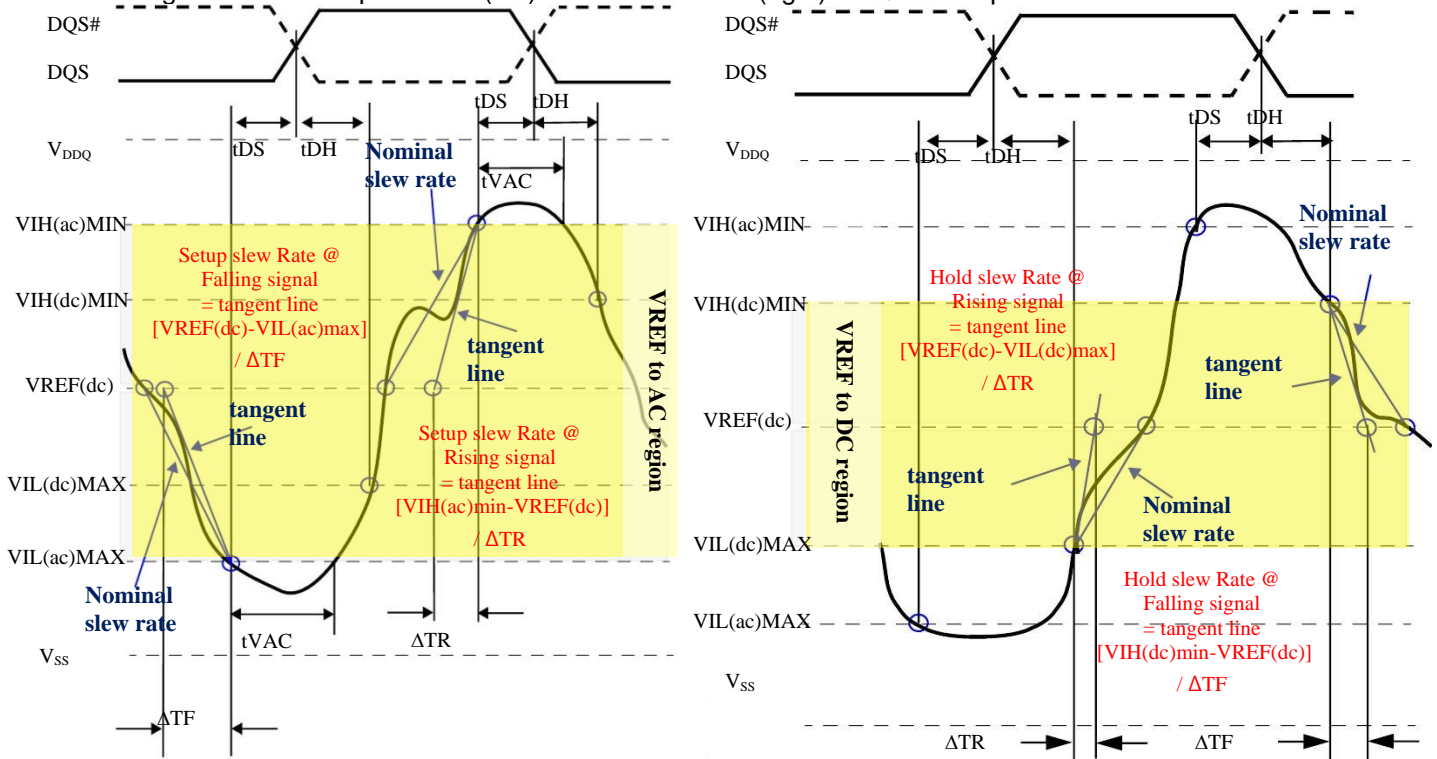 DQS#
DQS
tDS
tDH
tDS
tDH
VDDQ
Nominal
slew rate
tVAC
VIH(ac)MIN
Setup slew Rate @
Falling signal
= tangent line
[VREF(dc)-VIL(ac)max]
/ ΔTF
VIH(dc)MIN
tangent
line
VREF to AC region
VREF(dc)
tangent
line
Setup slew Rate @
Rising signal
= tangent line
[VIH(ac)min-VREF(dc)]
/ ΔTR
VIL(dc)MAX
VIL(ac)MAX
Nominal
slew rate
tVAC
ΔTR
VSS
ΔTF
DQS#
DQS
tDS
tDH
tDS
tDH
VDDQ
VIH(ac)MIN
Nominal
slew rate
Hold slew Rate @
Rising signal
= tangent line
[VREF(dc)-VIL(dc)max]
/ ΔTR
VIH(dc)MIN
VREF to DC region
tangent
line
VREF(dc)
tangent
line
Nominal
slew rate
VIL(dc)MAX
Hold slew Rate @
Falling signal
= tangent line
[VIH(dc)min-VREF(dc)]
/ ΔTF
VIL(ac)MAX
VSS
ΔTR
ΔTF